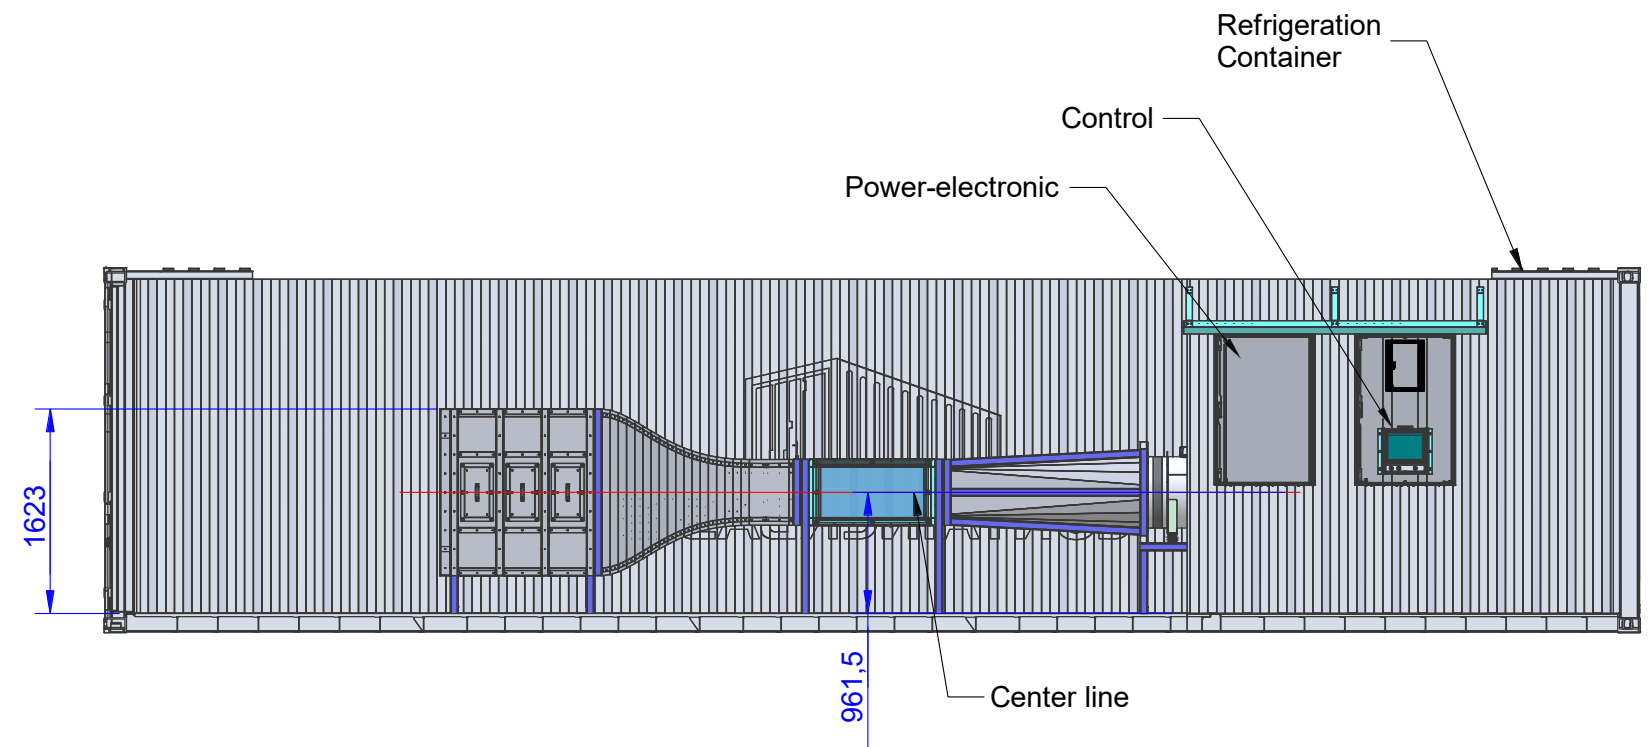 Refrigeration
Container
Control
Power-electronic
1623
961,5
Center line